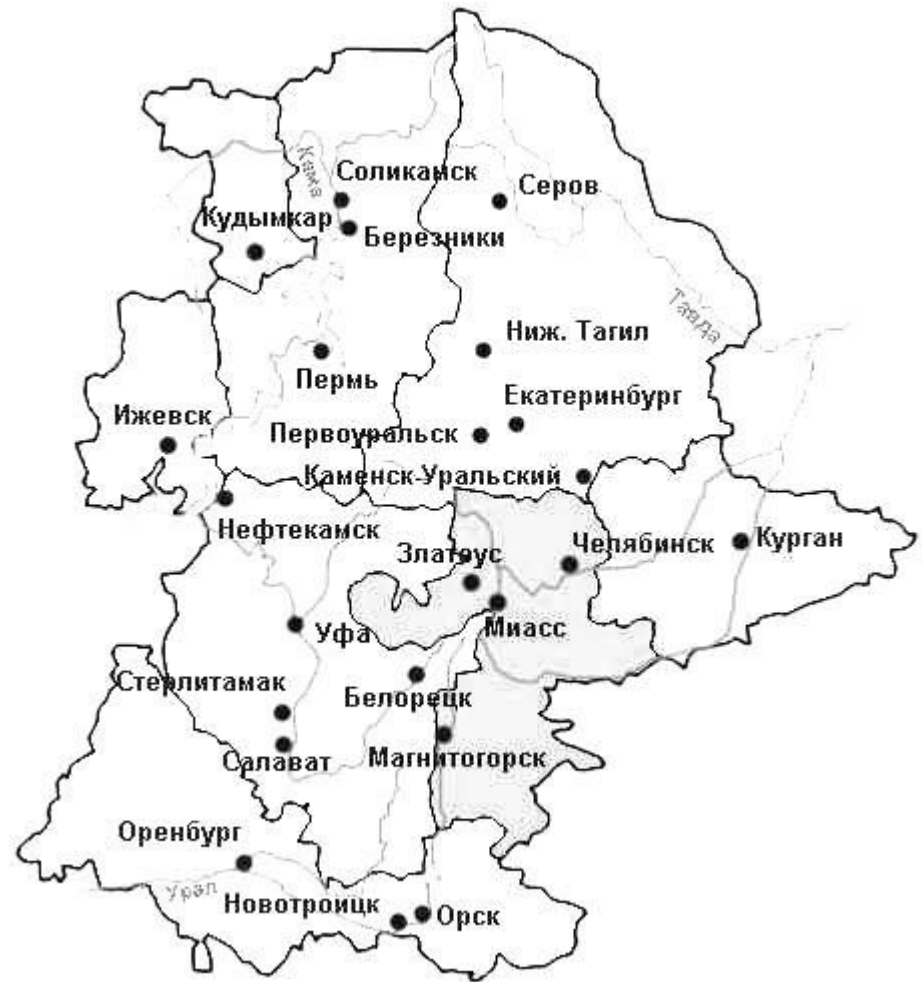 Кама
Соликамск
Серов
Кудымкар
Березники
Тавда
Ниж. Тагил
Пермь
Екатеринбург
Ижевск
Первоуральск
Каменск-Уральский
Нефтекамск
Златоус
Челябинск
Курган
Миасс
Уфа
Белорецк
Стерлитамак
Салават
Магнитогорск
Оренбург
Урал
Новотроицк
Орск